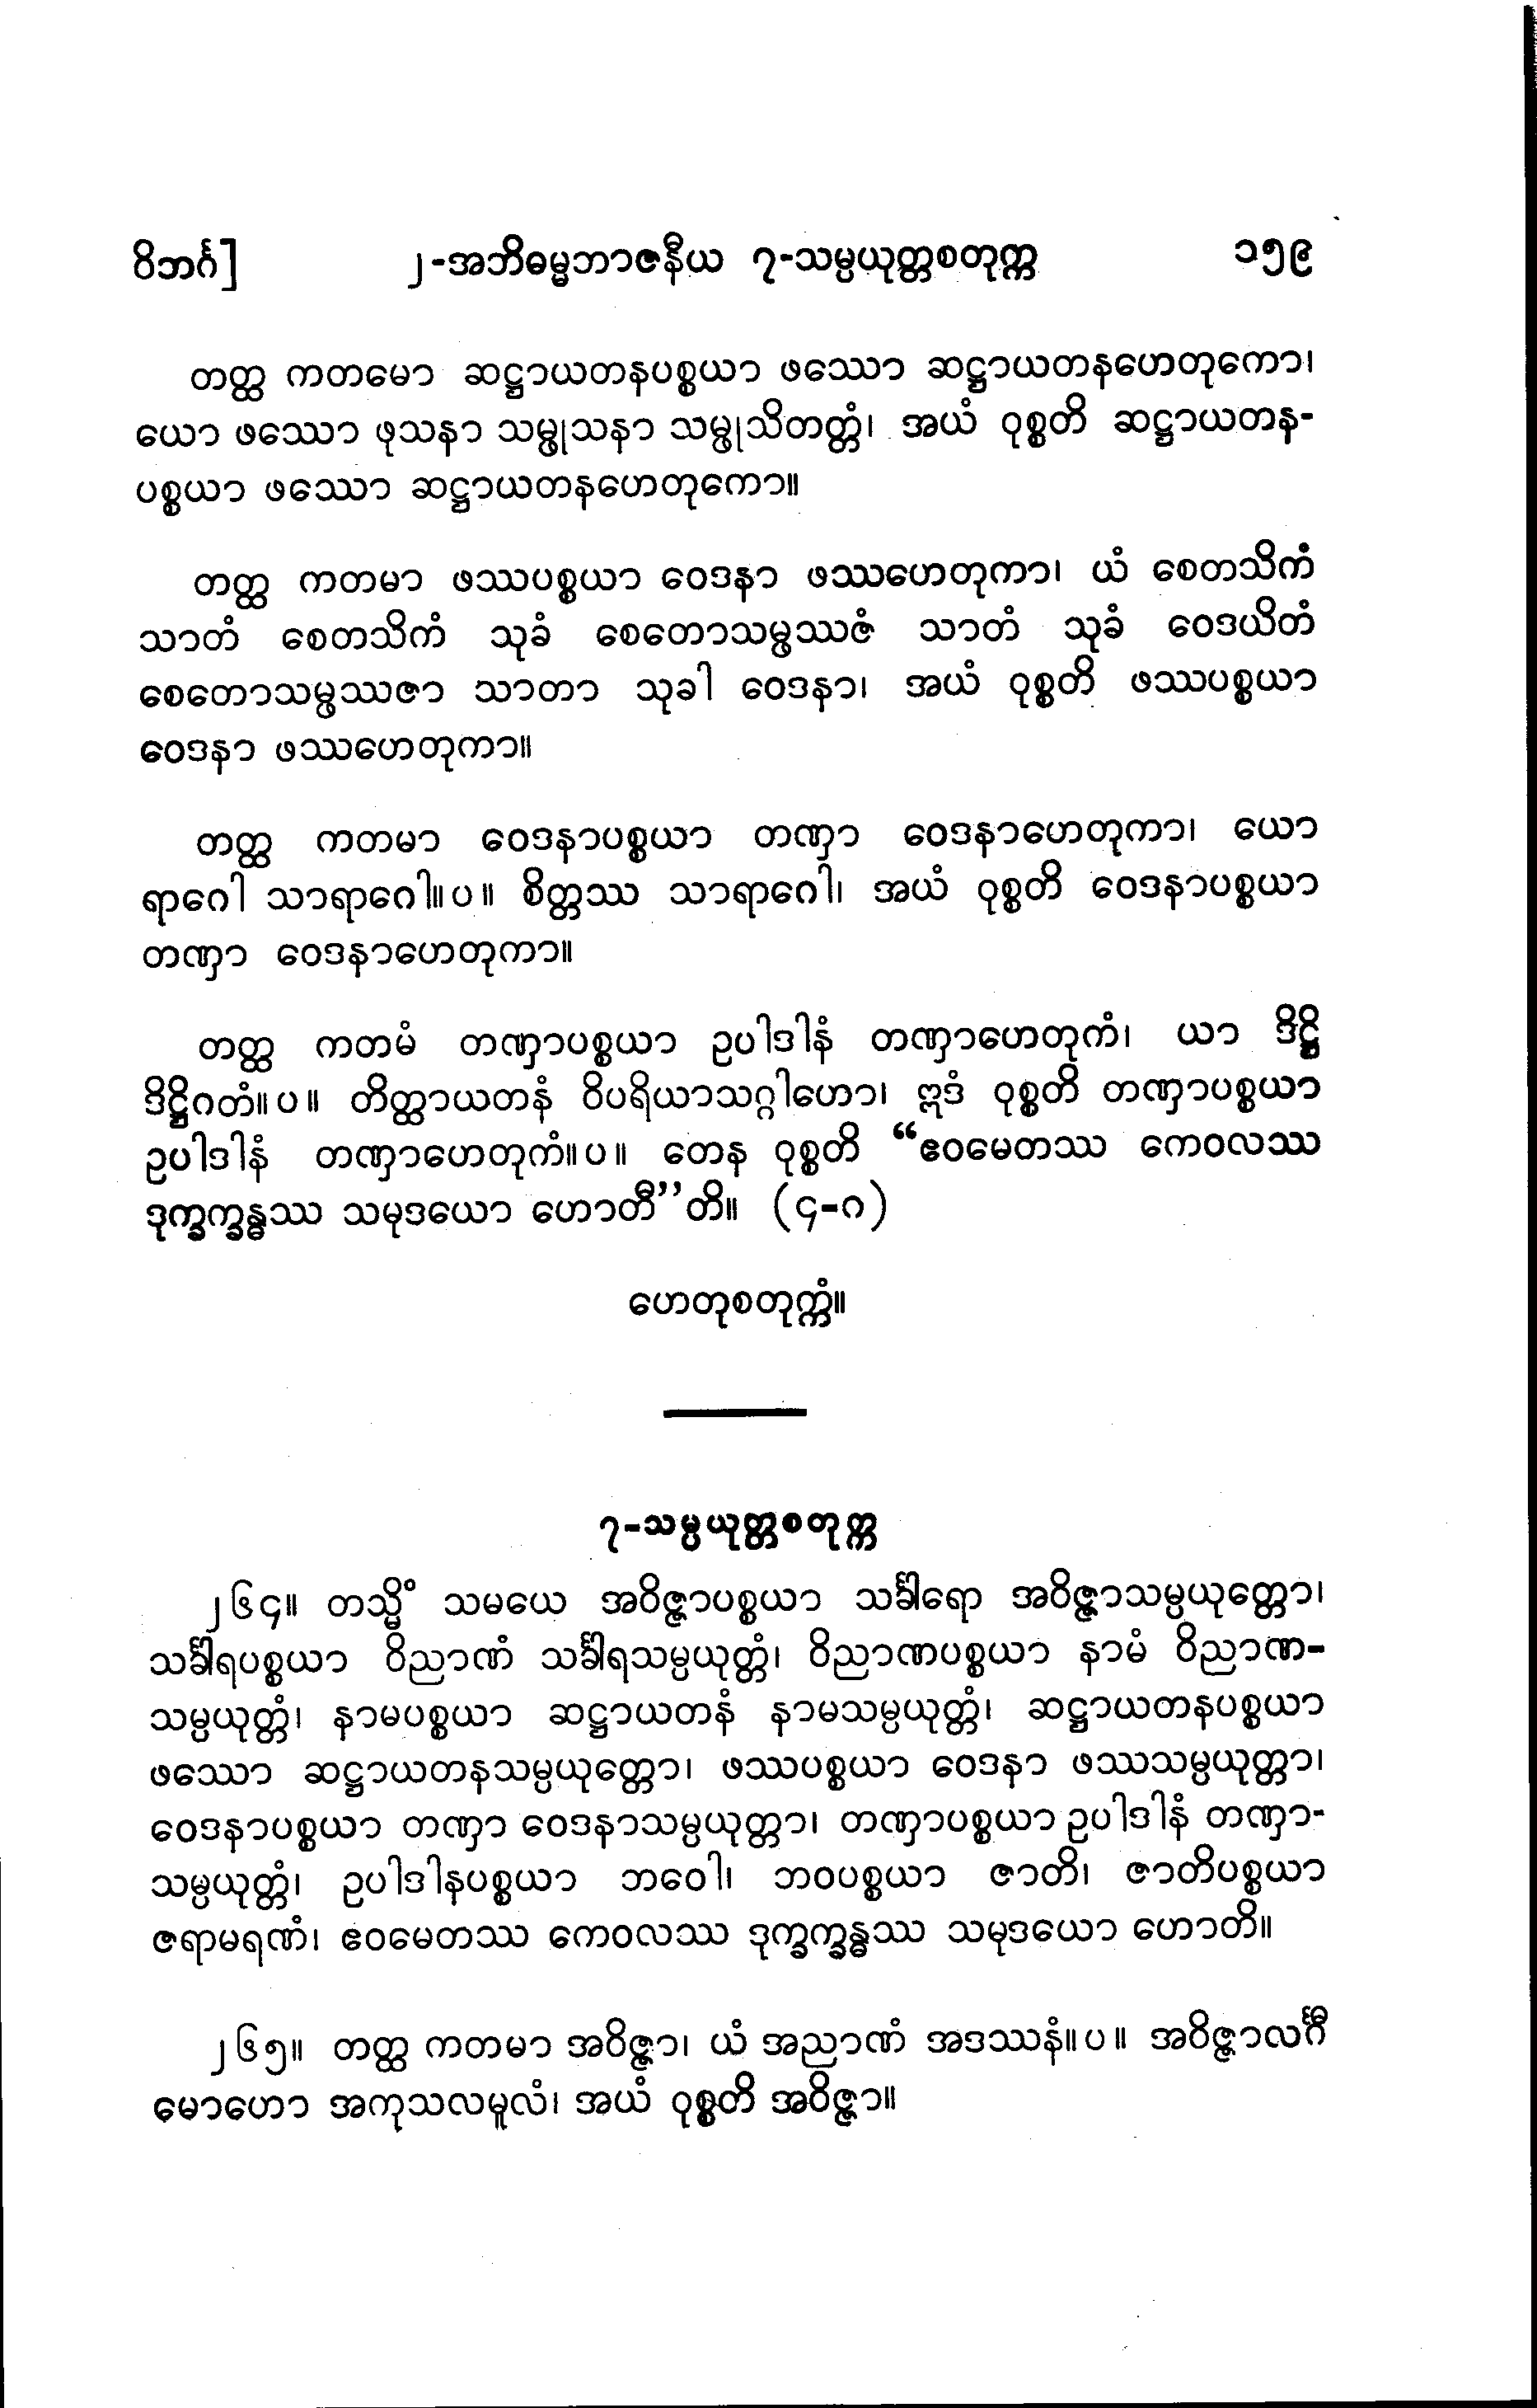 ဝိဘင်္ဂ] ၂-အဘိဓမ္မဘာဇနီယ ၇-သမ္ပယုတ္တစတုက္က ၁၅၉
တတ္ထ ကတမော ဆဋ္ဌာယတနပစ္စယာ ဖဿော ဆဋ္ဌာယတနဟေတုကော၊
ယော ဖဿော ဖုသနာ သမ္ဖုသနာ သမ္ဖုသိတတ္တံ၊ အယံ ဝုစ္စတိ ဆဋ္ဌာယတန-
ပစ္စယာ ဖဿော ဆဋ္ဌာယတနဟေတုကော။
တတ္ထ ကတမာ ဖဿပစ္စယာ ဝေဒနာ ဖဿဟေတုကာ၊ ယံ စေတသိကံ
သာတံ စေတသိကံ သုခံ စေတောသမ္ဖဿဇံ သာတံ သုခံ ဝေဒယိတံ
စေတောသမ္ဖဿဇာ သာတာ သုခါ ဝေဒနာ၊ အယံ ဝုစ္စတိ ဖဿပစ္စယာ
ဝေဒနာ ဖဿဟေတုကာ။
တတ္ထ ကတမာ ဝေဒနာပစ္စယာ တဏှာ ဝေဒနာဟေတုကာ၊ ယော
ရာဂေါ သာရာဂေါ။ပ။ စိတ္တဿ သာရာဂေါ၊ အယံ ဝုစ္စတိ ဝေဒနာပစ္စယာ
တဏှာ ဝေဒနာဟေတုကာ။
တတ္ထ ကတမံ တဏှာပစ္စယာ ဥပါဒါနံ တဏှာဟေတုကံ၊ ယာ ဒိဋ္ဌိ
ဒိဋ္ဌိဂတံ။ပ။ တိတ္ထာယတနံ ဝိပရိယာသဂ္ဂါဟော၊ ဣဒံ ဝုစ္စတိ တဏှာပစ္စယာ
ဥပါဒါနံ တဏှာဟေတုကံ။ပ။ တေန ဝုစ္စတိ “ဧဝမေတဿ ကေဝလဿ
ဒုက္ခက္ခန္ဓဿ သမုဒယော ဟောတီ”တိ။ (၄-ဂ)
ဟေတုစတုက္ကံ။
၇-သမ္ပယုတ္တစတုက္က
၂၆၄။ တသ္မိံ သမယေ အဝိဇ္ဇာပစ္စယာ သင်္ခါရော အဝိဇ္ဇာသမ္ပယုတ္တော၊
သင်္ခါရပစ္စယာ ဝိညာဏံ သင်္ခါရသမ္ပယုတ္တံ၊ ဝိညာဏပစ္စယာ နာမံ ဝိညာဏ-
သမ္ပယုတ္တံ၊ နာမပစ္စယာ ဆဋ္ဌာယတနံ နာမသမ္ပယုတ္တံ၊ ဆဋ္ဌာယတနပစ္စယာ
ဖဿော ဆဋ္ဌာယတနသမ္ပယုတ္တော၊ ဖဿပစ္စယာ ဝေဒနာ ဖဿသမ္ပယုတ္တာ၊
ဝေဒနာပစ္စယာ တဏှာ ဝေဒနာသမ္ပယုတ္တာ၊ တဏှာပစ္စယာ ဥပါဒါနံ တဏှာ-
သမ္ပယုတ္တံ၊ ဥပါဒါနပစ္စယာ ဘဝေါ၊ ဘဝပစ္စယာ ဇာတိ၊ ဇာတိပစ္စယာ
ဇရာမရဏံ၊ ဧဝမေတဿ ကေဝလဿ ဒုက္ခက္ခန္ဓဿ သမုဒယော ဟောတိ။
၂၆၅။ တတ္ထ ကတမာ အဝိဇ္ဇာ၊ ယံ အညာဏံ အဒဿနံ။ပ။ အဝိဇ္ဇာလင်္ဂီ
မောဟော အကုသလမူလံ၊ အယံ ဝုစ္စတိ အဝိဇ္ဇာ။